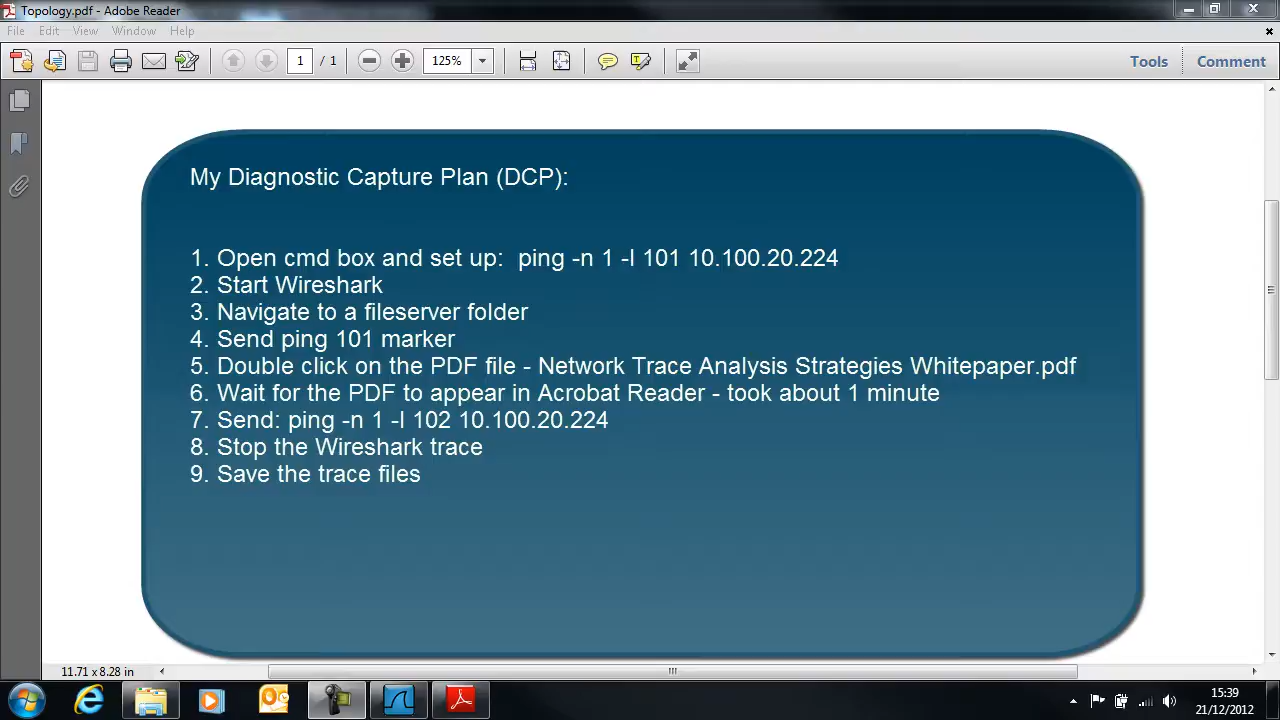 Topology.pdf - Adobe Reader
File Edit View Window Help
1 / 1 125% Tools Comment
My Diagnostic Capture Plan (DCP):
1. Open cmd box and set up: ping -n 1 -l 101 10.100.20.224
2. Start Wireshark
3. Navigate to a fileserver folder
4. Send ping 101 marker
5. Double click on the PDF file - Network Trace Analysis Strategies Whitepaper.pdf
6. Wait for the PDF to appear in Acrobat Reader - took about 1 minute
7. Send: ping -n 1 -l 102 10.100.20.224
8. Stop the Wireshark trace
9. Save the trace files
11.71 x 8.28 in
15:39
21/12/2012